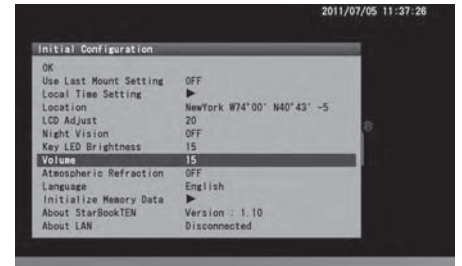 2011/07/05 11:37:26
Initial Configuration
OK
Use Last Mount Setting OFF
Local Time Setting ▶
Location NewYork W74°00' N40°43' -5
LCD Adjust 20
Night Vision OFF
Key LED Brightness 15
Volume 15
Atmospheric Refraction OFF
Language English
Initialize Memory Data ▶
About StarBookTEN Version : 1.10
About LAN Disconnected
®